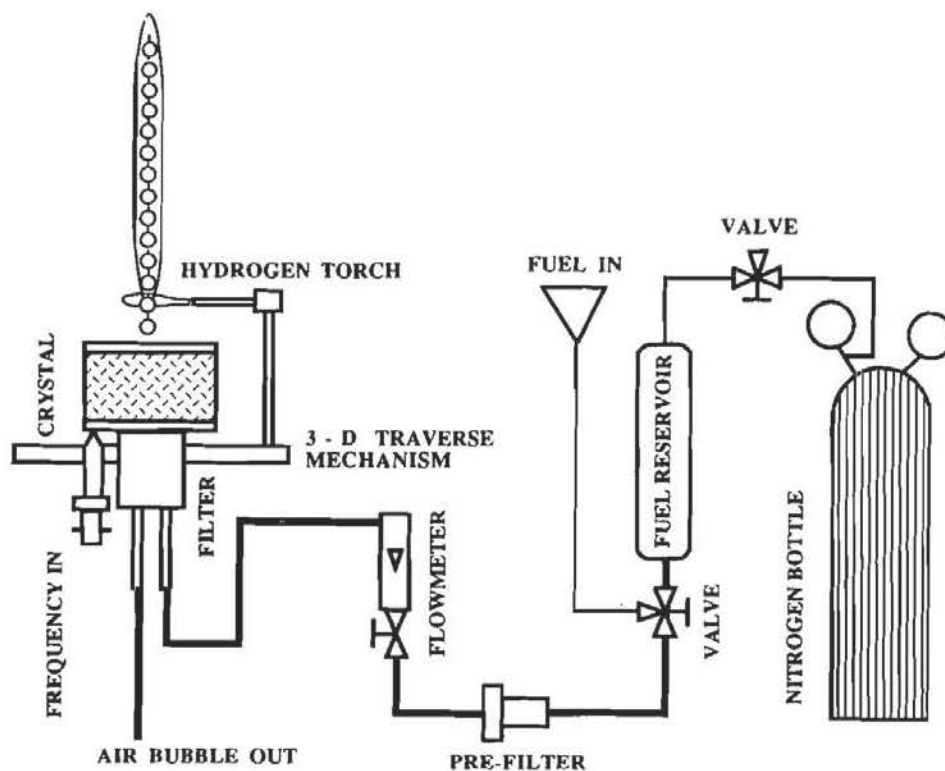 VALVE
FUEL IN
HYDROGEN TORCH
CRYSTAL
3 - D TRAVERSE
MECHANISM
FUEL RESERVOIR
FILTER
FLOWMETER
VALVE
NITROGEN BOTTLE
FREQUENCY IN
AIR BUBBLE OUT
PRE-FILTER